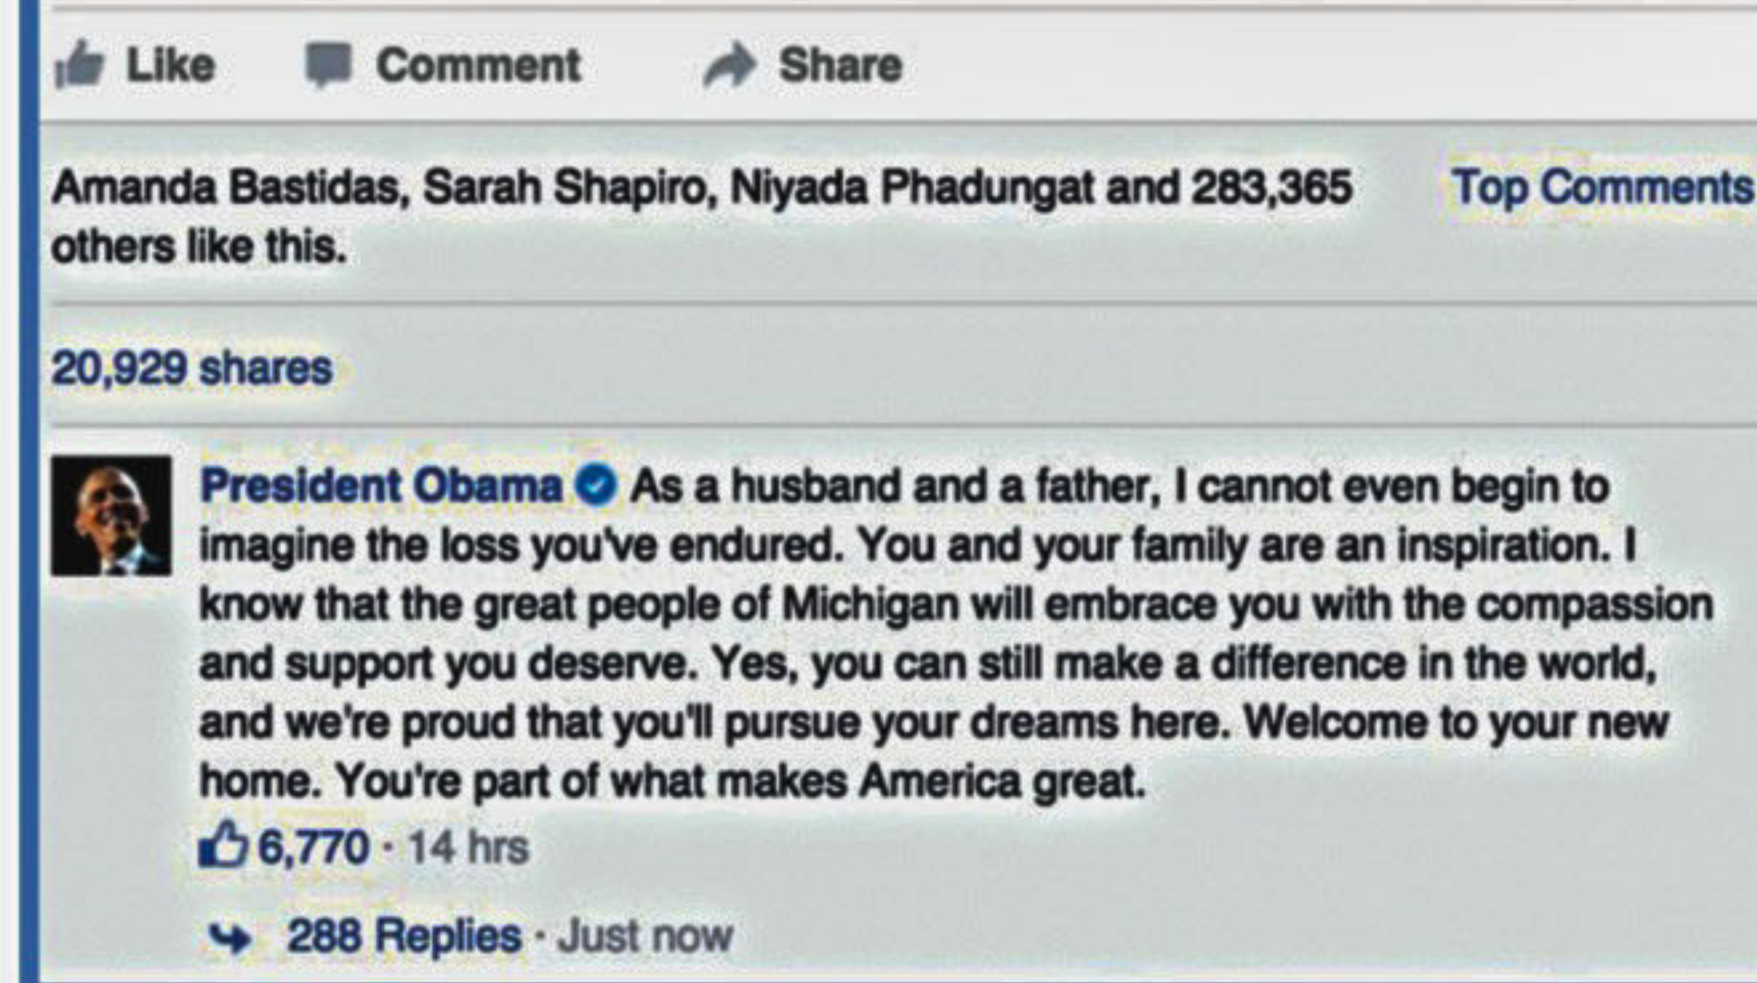 Like Comment Share
Amanda Bastidas, Sarah Shapiro, Niyada Phadungat and 283,365 Top Comments
others like this.
20,929 shares
President Obama As a husband and a father, I cannot even begin to
imagine the loss you've endured. You and your family are an inspiration. I
know that the great people of Michigan will embrace you with the compassion
and support you deserve. Yes, you can still make a difference in the world,
and we're proud that you'll pursue your dreams here. Welcome to your new
home. You're part of what makes America great.
6,770 · 14 hrs
288 Replies · Just now